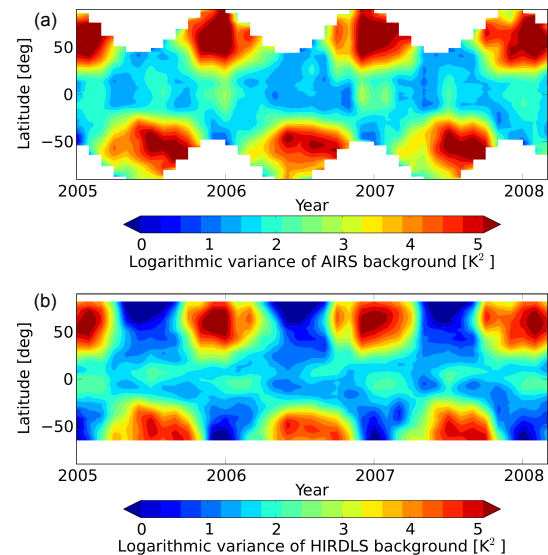 (a)
Latitude [deg]
50
0
−50
2005 2006 2007 2008
Year
0 1 2 3 4 5
Logarithmic variance of AIRS background [K²]
(b)
Latitude [deg]
50
0
−50
2005 2006 2007 2008
Year
0 1 2 3 4 5
Logarithmic variance of HIRDLS background [K²]